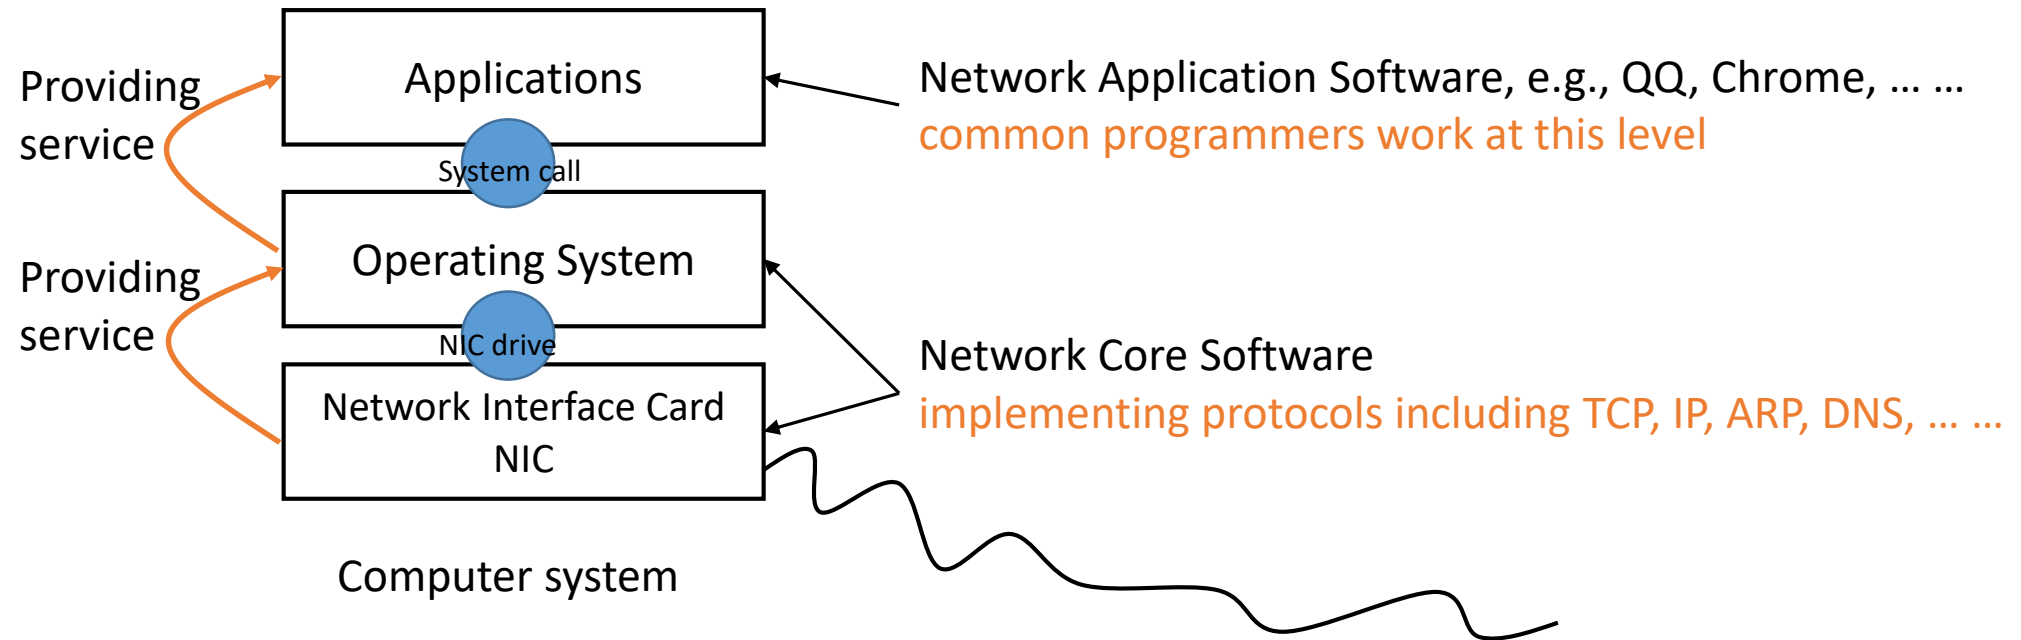 Providing
service
Applications
Network Application Software, e.g., QQ, Chrome, ... ...
common programmers work at this level
System call
Providing
service
Operating System
NIC drive
Network Core Software
implementing protocols including TCP, IP, ARP, DNS, ... ...
Network Interface Card
NIC
Computer system